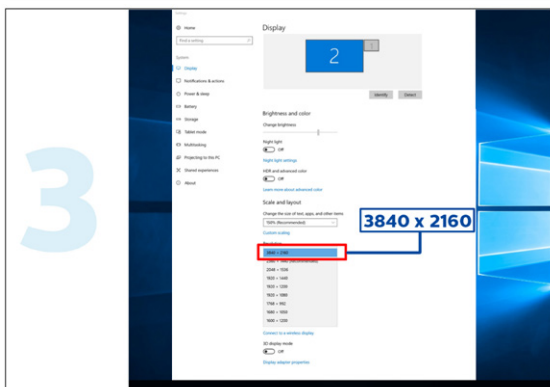 3
Settings
Home
Find a setting
System
Display
Notifications & actions
Power & sleep
Battery
Storage
Tablet mode
Multitasking
Projecting to this PC
Shared experiences
About
Display
2
1
Identify Detect
Brightness and color
Change brightness
Night light
Off
Night light settings
HDR and advanced color
Off
Learn more about advanced color
Scale and layout
Change the size of text, apps, and other items
150% (Recommended)
Custom scaling
3840 × 2160
3840 x 2160
2048 × 1536
1920 × 1440
1920 × 1200
1920 × 1080
1680 × 1050
1600 × 1200
Connect to a wireless display
3D display mode
Off
Display adapter properties